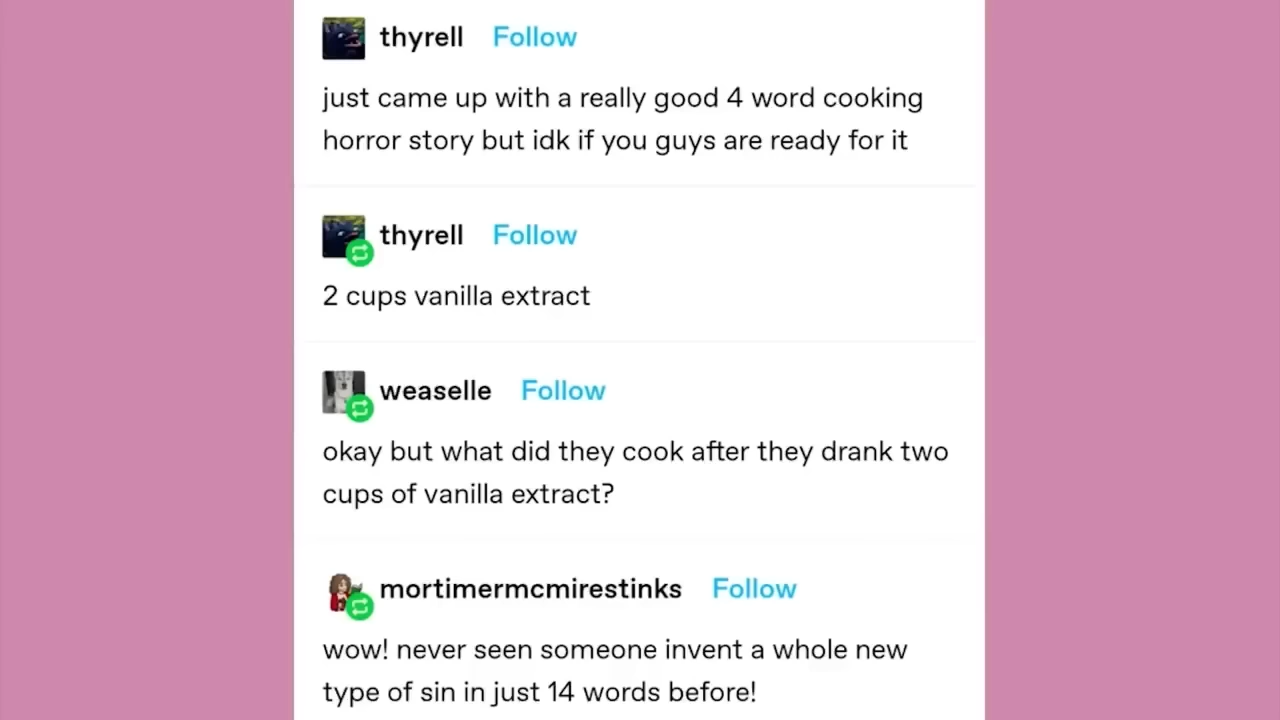 thyrell Follow
just came up with a really good 4 word cooking
horror story but idk if you guys are ready for it
thyrell Follow
2 cups vanilla extract
weaselle Follow
okay but what did they cook after they drank two
cups of vanilla extract?
mortimermcmirestinks Follow
wow! never seen someone invent a whole new
type of sin in just 14 words before!